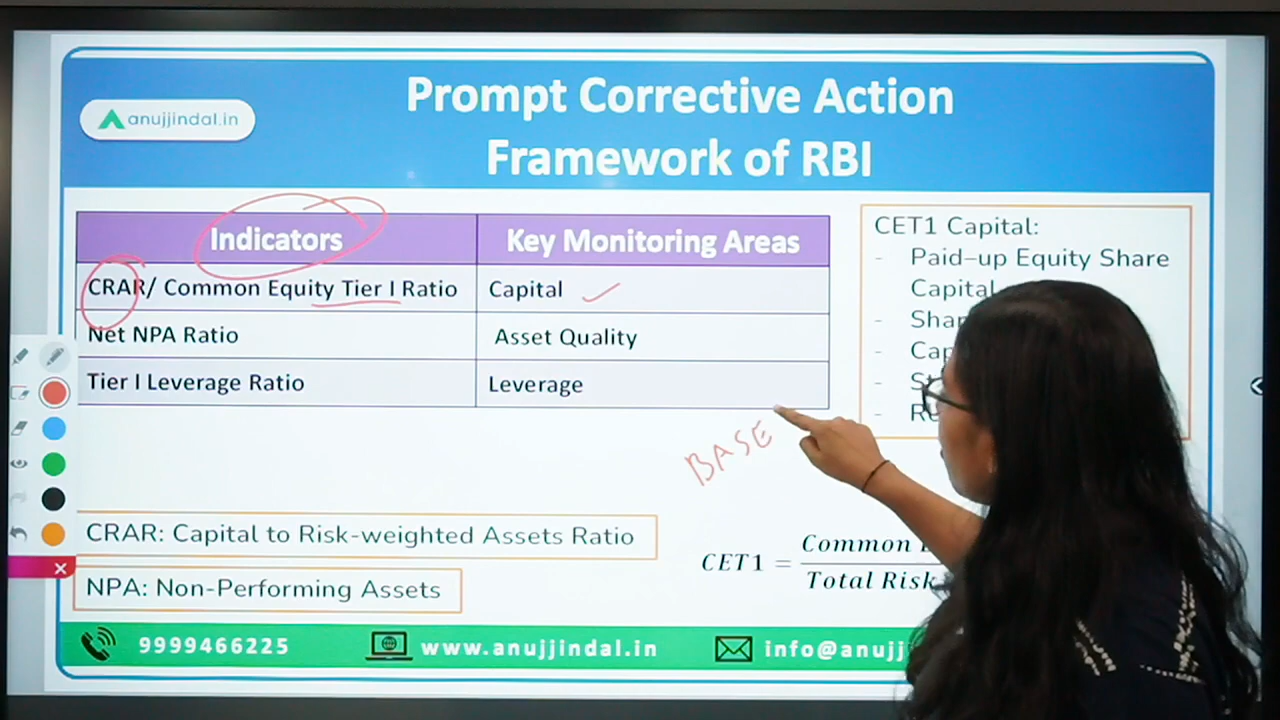 anujjindal.in
Prompt Corrective Action
Framework of RBI
Indicators
Key Monitoring Areas
CRAR/ Common Equity Tier I Ratio
Capital
Net NPA Ratio
Asset Quality
Tier I Leverage Ratio
Leverage
CET1 Capital:
- Paid–up Equity Share
Capital
-
-
-
-
BASE
CRAR: Capital to Risk-weighted Assets Ratio
NPA: Non-Performing Assets
CET1 =
Common
Total Risk
9999466225
www.anujjindal.in